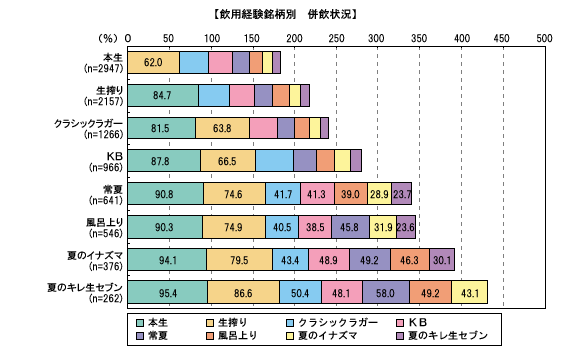 【飲用経験銘柄別　併飲状況】
(％) 0 50 100 150 200 250 300 350 400 450 500
本生
(n=2947)
62.0
生搾り
(n=2157)
84.7
クラシックラガー
(n=1266)
81.5 63.8
ＫＢ
(n=966)
87.8 66.5
常夏
(n=641)
90.8 74.6 41.7 41.3 39.0 28.9 23.7
風呂上り
(n=546)
90.3 74.9 40.5 38.5 45.8 31.9 23.6
夏のイナズマ
(n=376)
94.1 79.5 43.4 48.9 49.2 46.3 30.1
夏のキレ生セブン
(n=262)
95.4 86.6 50.4 48.1 58.0 49.2 43.1
本生 生搾り クラシックラガー ＫＢ
常夏 風呂上り 夏のイナズマ 夏のキレ生セブン